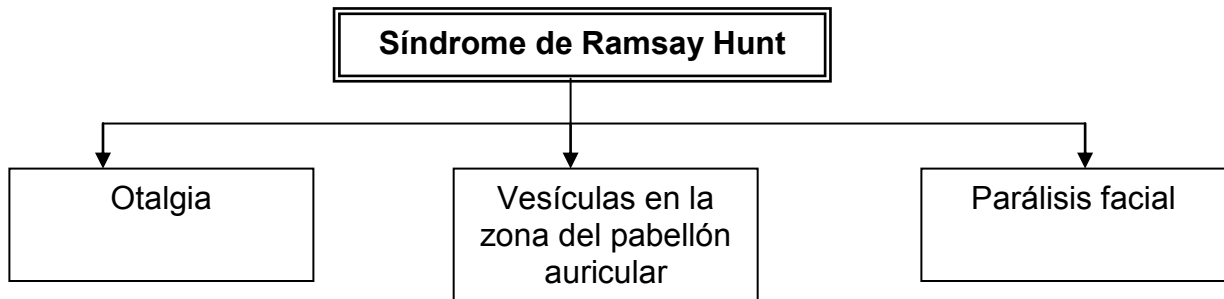 Síndrome de Ramsay Hunt
Otalgia
Vesículas en la
zona del pabellón
auricular
Parálisis facial